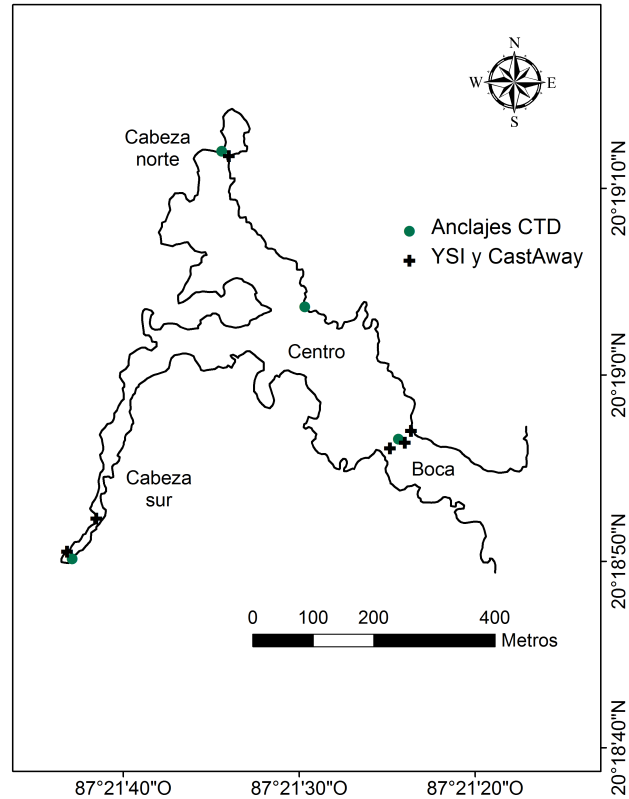 N
W E
S
Cabeza
norte
20°19'10"N
Anclajes CTD
YSI y CastAway
Centro
20°19'0"N
Boca
Cabeza
sur
20°18'50"N
0 100 200 400
Metros
20°18'40"N
87°21'40"O 87°21'30"O 87°21'20"O